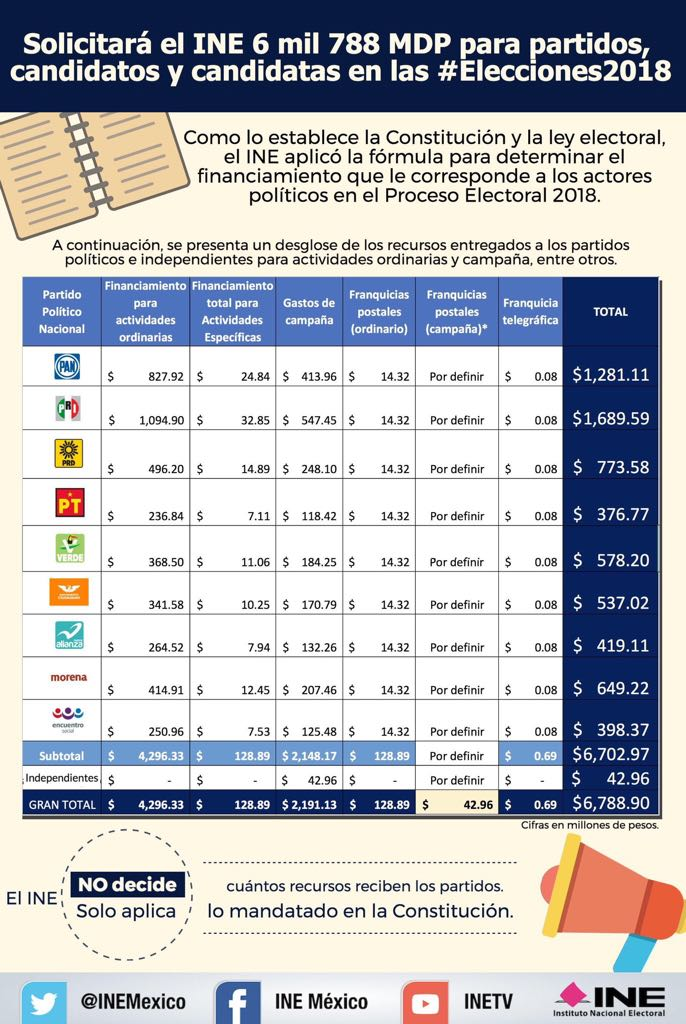 Solicitará el INE 6 mil 788 MDP para partidos,
candidatos y candidatas en las #Elecciones2018
Como lo establece la Constitución y la ley electoral,
el INE aplicó la fórmula para determinar el
financiamiento que le corresponde a los actores
políticos en el Proceso Electoral 2018.
A continuación, se presenta un desglose de los recursos entregados a los partidos
políticos e independientes para actividades ordinarias y campaña, entre otros.
Partido Político Nacional | Financiamiento para actividades ordinarias | Financiamiento total para Actividades Específicas | Gastos de campaña | Franquicias postales (ordinario) | Franquicias postales (campaña)* | Franquicia telegráfica | TOTAL
PAN $ 827.92 $ 24.84 $ 413.96 $ 14.32 Por definir $ 0.08 $1,281.11
PRI $ 1,094.90 $ 32.85 $ 547.45 $ 14.32 Por definir $ 0.08 $1,689.59
PRD $ 496.20 $ 14.89 $ 248.10 $ 14.32 Por definir $ 0.08 $ 773.58
PT $ 236.84 $ 7.11 $ 118.42 $ 14.32 Por definir $ 0.08 $ 376.77
VERDE $ 368.50 $ 11.06 $ 184.25 $ 14.32 Por definir $ 0.08 $ 578.20
$ 341.58 $ 10.25 $ 170.79 $ 14.32 Por definir $ 0.08 $ 537.02
alianza $ 264.52 $ 7.94 $ 132.26 $ 14.32 Por definir $ 0.08 $ 419.11
morena $ 414.91 $ 12.45 $ 207.46 $ 14.32 Por definir $ 0.08 $ 649.22
encuentro social $ 250.96 $ 7.53 $ 125.48 $ 14.32 Por definir $ 0.08 $ 398.37
Subtotal $ 4,296.33 $ 128.89 $ 2,148.17 $ 128.89 Por definir $ 0.69 $6,702.97
Independientes $ - $ - $ 42.96 $ - Por definir $ - $ 42.96
GRAN TOTAL $ 4,296.33 $ 128.89 $ 2,191.13 $ 128.89 $ 42.96 $ 0.69 $6,788.90
Cifras en millones de pesos.
El INE NO decide cuántos recursos reciben los partidos.
Solo aplica lo mandatado en la Constitución.
@INEMexico INE México INETV INE
Instituto Nacional Electoral